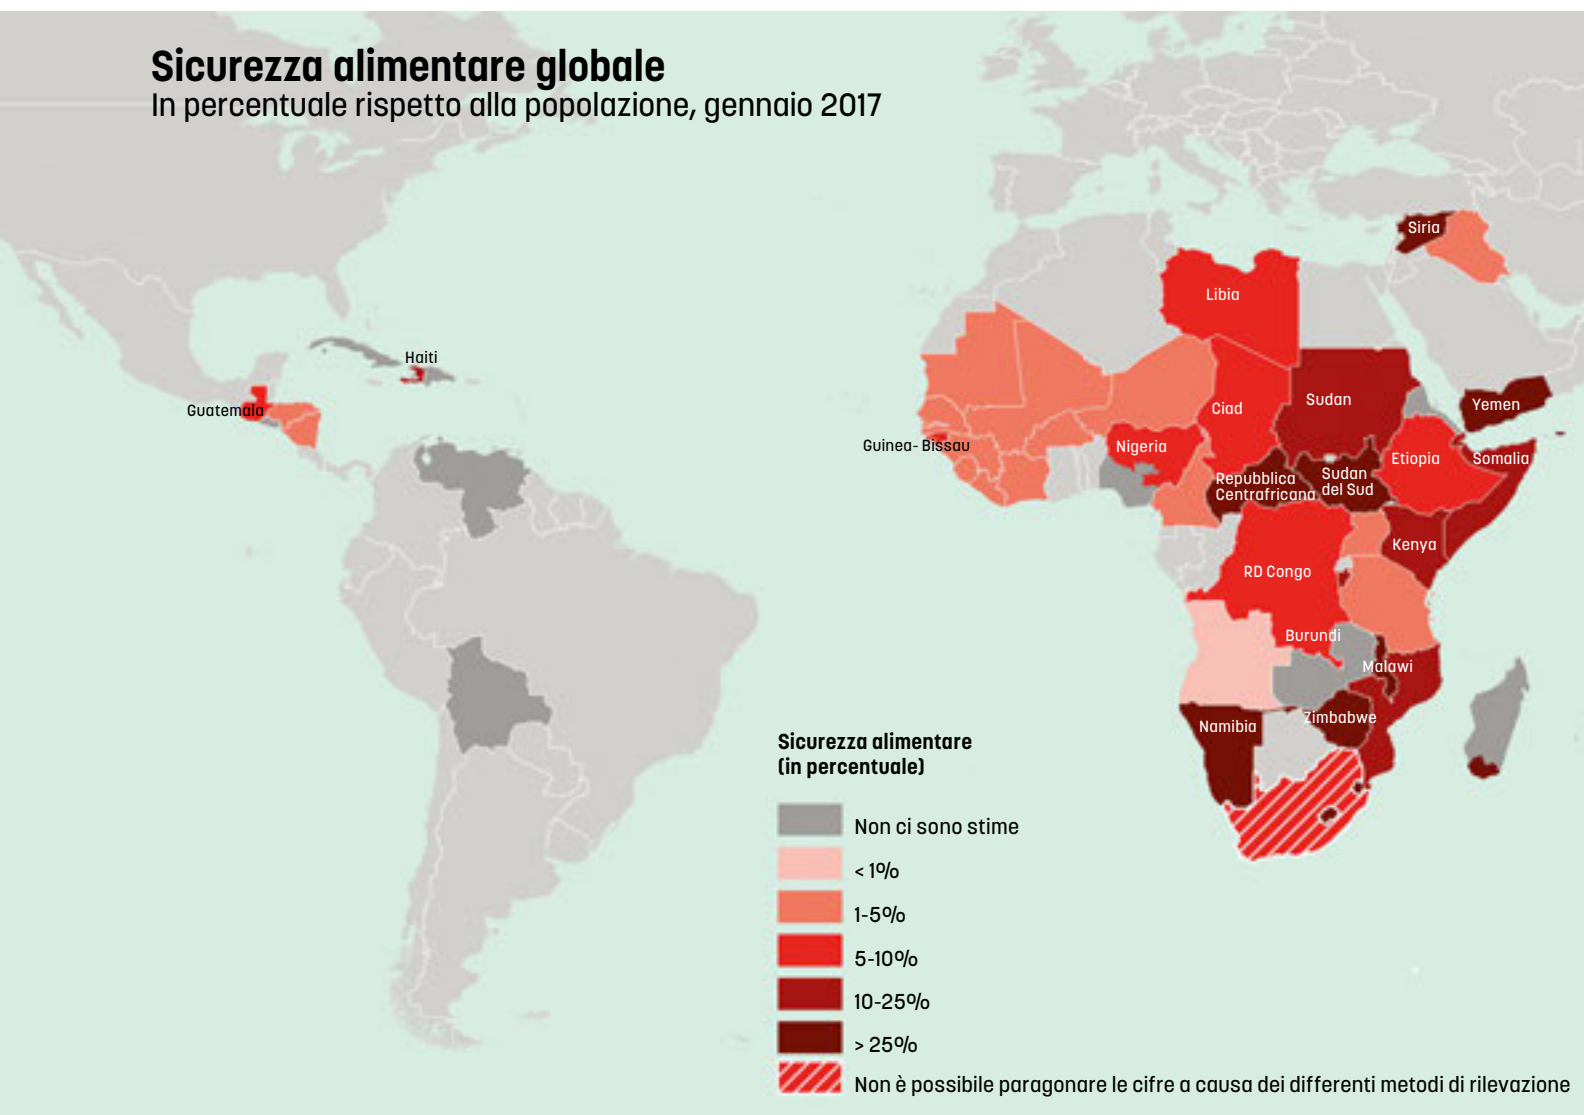 Sicurezza alimentare globale
In percentuale rispetto alla popolazione, gennaio 2017
Siria
Libia
Haiti
Guatemala
Ciad
Sudan
Yemen
Guinea- Bissau
Nigeria
Etiopia
Somalia
Repubblica
Centrafricana
Sudan
del Sud
Kenya
RD Congo
Burundi
Malawi
Namibia
Zimbabwe
Sicurezza alimentare
(in percentuale)
Non ci sono stime
< 1%
1-5%
5-10%
10-25%
> 25%
Non è possibile paragonare le cifre a causa dei differenti metodi di rilevazione